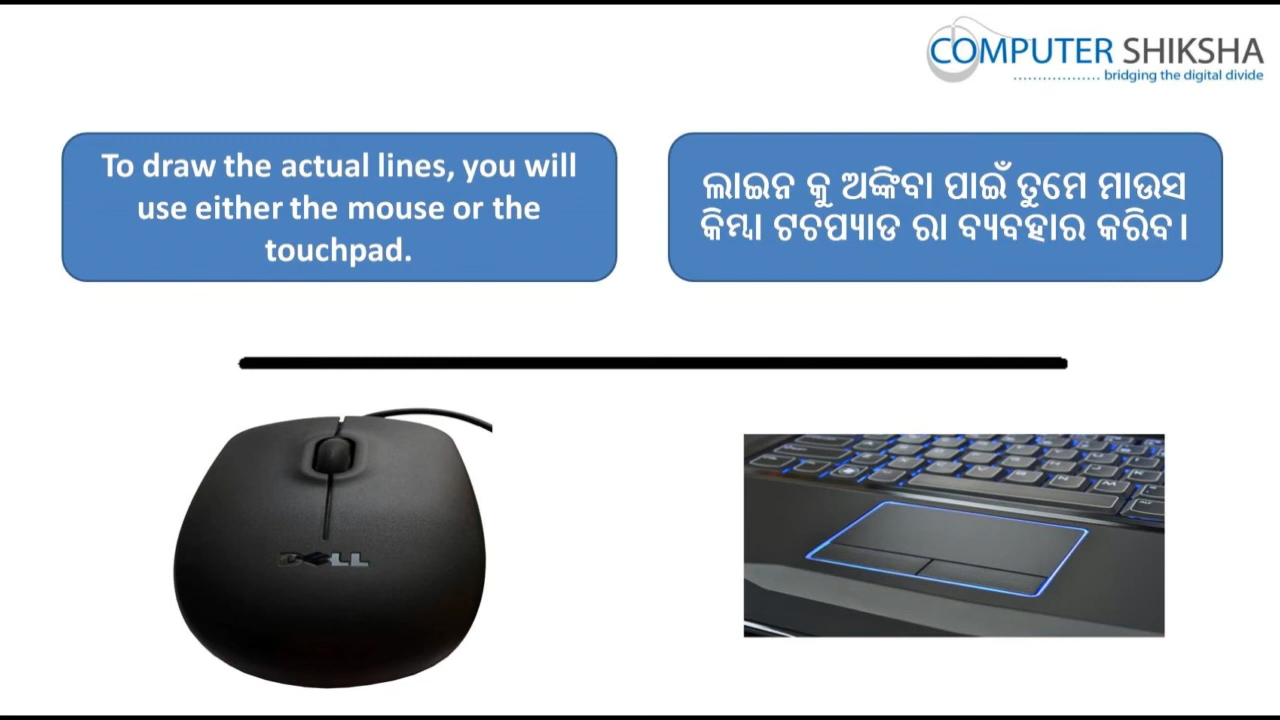 COMPUTER SHIKSHA
bridging the digital divide
To draw the actual lines, you will
use either the mouse or the
touchpad.
ଲାଇନ କୁ ଅଙ୍କିବା ପାଇଁ ତୁମେ ମାଉସ
କିମ୍ବା ଟଚପ୍ୟାଡ ରା ବ୍ୟବହାର କରିବ।
DELL